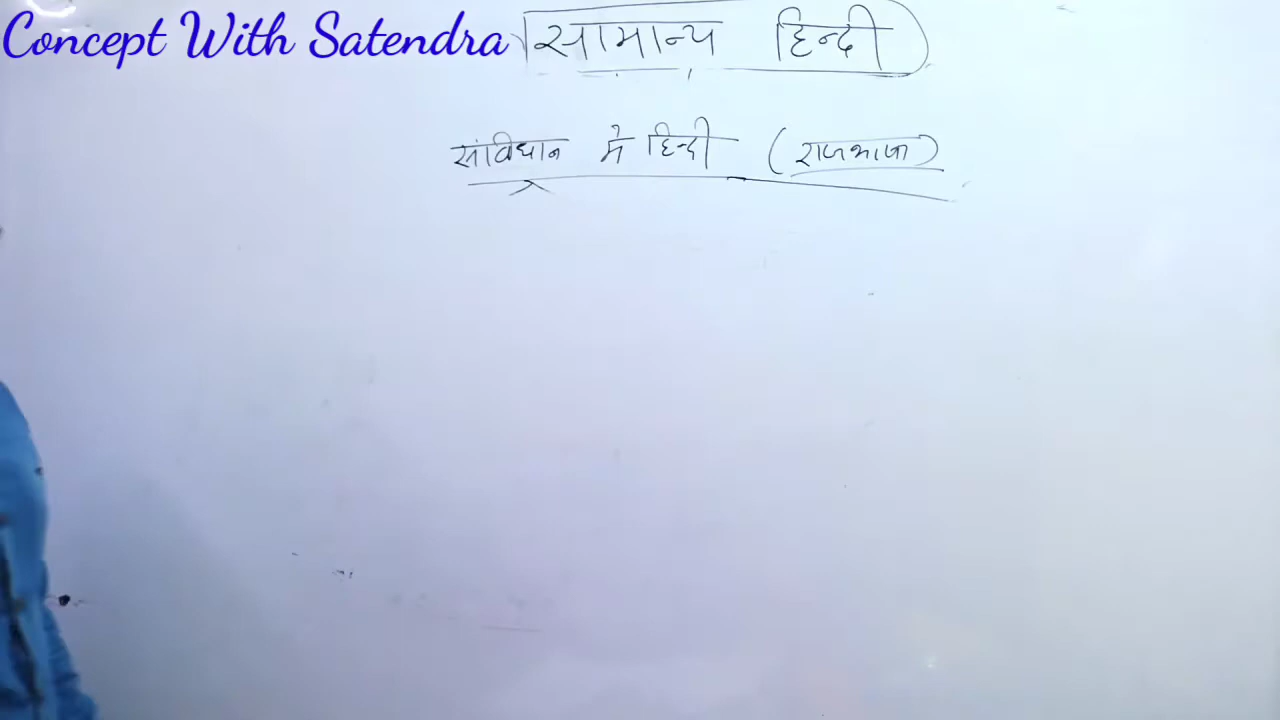 Concept With Satendra
सामान्य हिन्दी
संविधान में हिन्दी (राजभाषा)